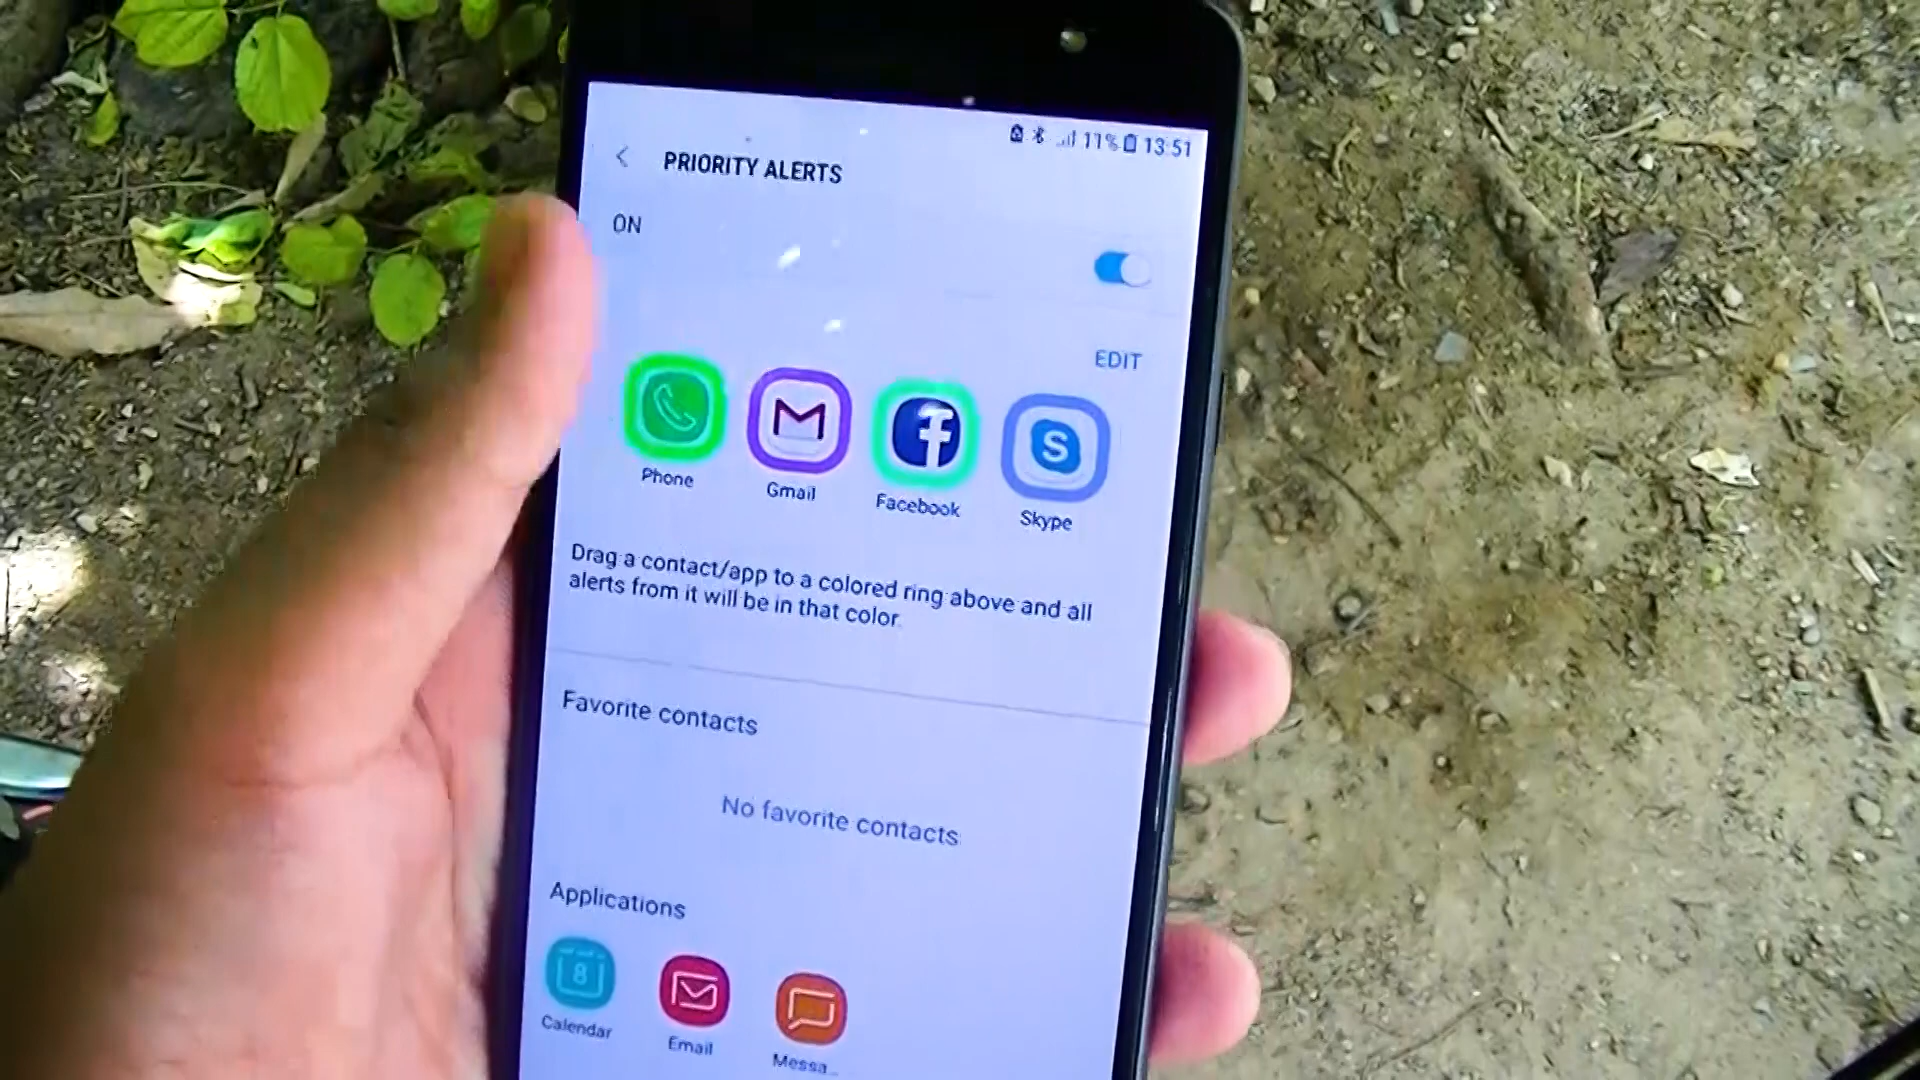 11% 13:51
PRIORITY ALERTS
ON
EDIT
Phone Gmail Facebook Skype
Drag a contact/app to a colored ring above and all
alerts from it will be in that color.
Favorite contacts
No favorite contacts
Applications
8
Calendar Email Messa...